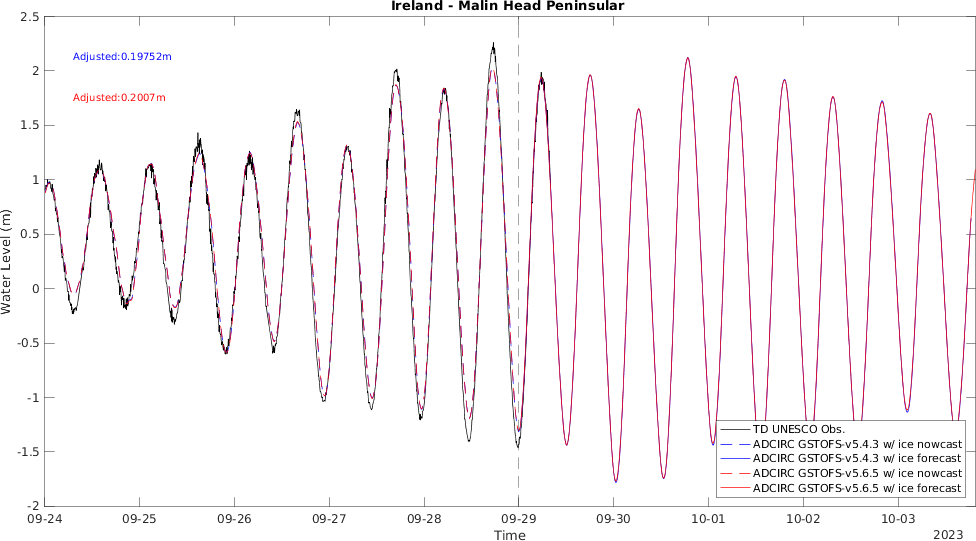 Ireland - Malin Head Peninsular
2.5
Adjusted:0.19752m
2
Adjusted:0.2007m
1.5
1
0.5
0
-0.5
-1
-1.5
-2
Water Level (m)
TD UNESCO Obs.
ADCIRC GSTOFS-v5.4.3 w/ ice nowcast
ADCIRC GSTOFS-v5.4.3 w/ ice forecast
ADCIRC GSTOFS-v5.6.5 w/ ice nowcast
ADCIRC GSTOFS-v5.6.5 w/ ice forecast
09-24 09-25 09-26 09-27 09-28 09-29 09-30 10-01 10-02 10-03
Time
2023